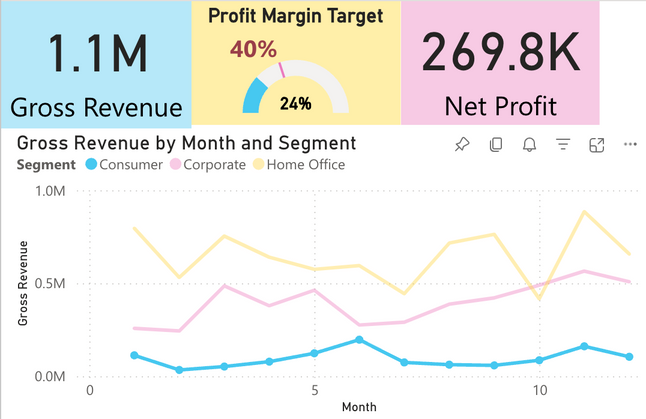 1.1M
Gross Revenue
Profit Margin Target
40%
24%
269.8K
Net Profit
Gross Revenue by Month and Segment
Segment Consumer Corporate Home Office
1.0M
0.5M
0.0M
Gross Revenue
0 5 10
Month